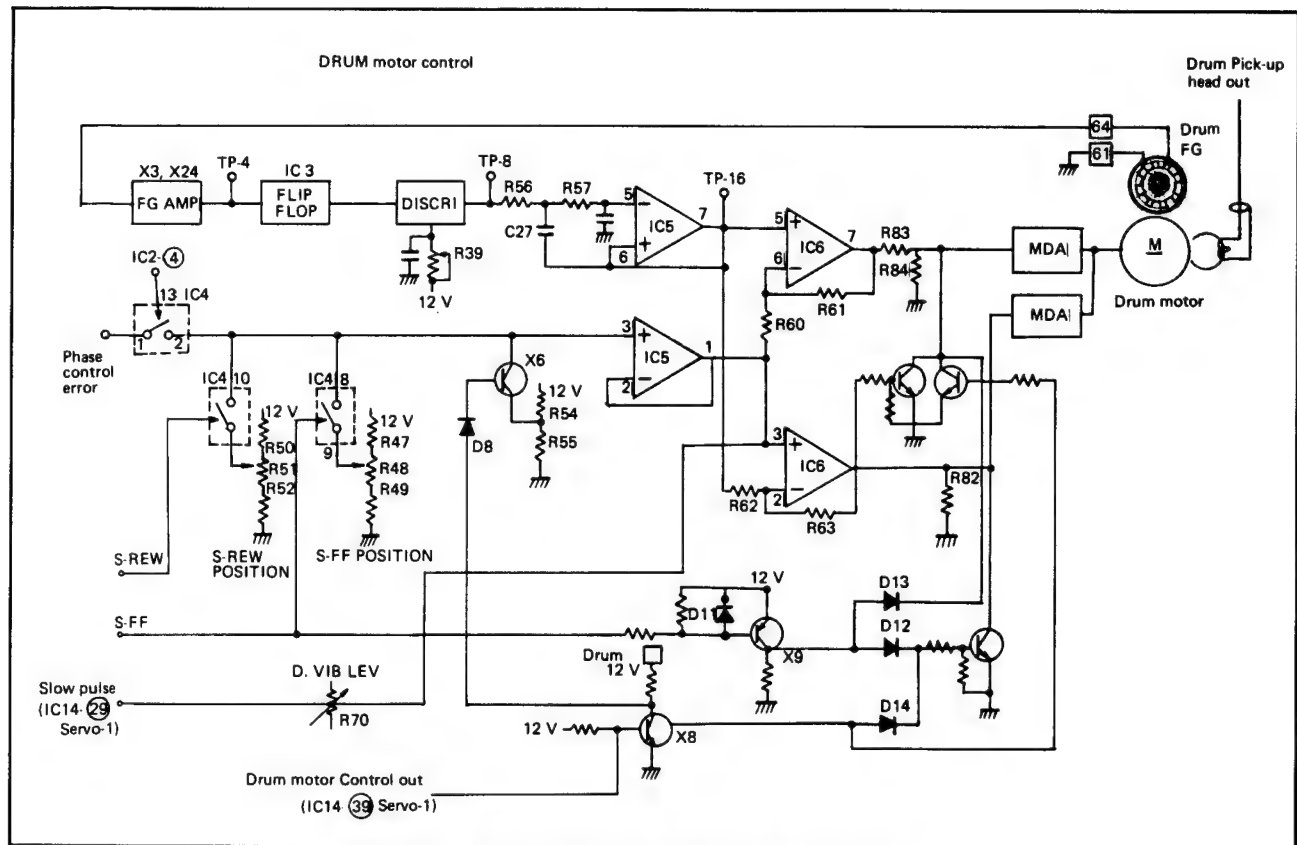 DRUM motor control
Drum Pick-up
head out
64
Drum
FG
61
X3, X24
TP-4
IC 3
TP-8
TP-16
FG AMP
FLIP
FLOP
DISCRI
R56
R57
5
−
7
IC5
+
6
C27
5
+
7
IC6
6
−
R83
R84
MDA
M
Drum motor
MDA
R39
12 V
IC2-④
13 IC4
1
2
Phase
control
error
R61
R60
3
+
1
IC5
2
−
X6
IC4 10
IC4 8
12 V
R50
R51
R52
12 V
R47
R48
R49
9
12 V
R54
R55
D8
3
+
IC6
−
2
R62
R63
R82
S-REW
S-REW
POSITION
S-FF POSITION
S-FF
12 V
D11
X9
D13
D12
D14
Drum
12 V
Slow pulse
(IC14-㉙
Servo-1)
D. VIB LEV
R70
12 V
X8
Drum motor Control out
(IC14-㊴ Servo-1)